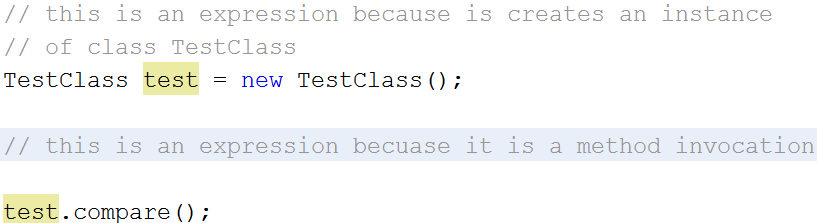 // this is an expression because is creates an instance
// of class TestClass
TestClass test = new TestClass();
// this is an expression becuase it is a method invocation
test.compare();